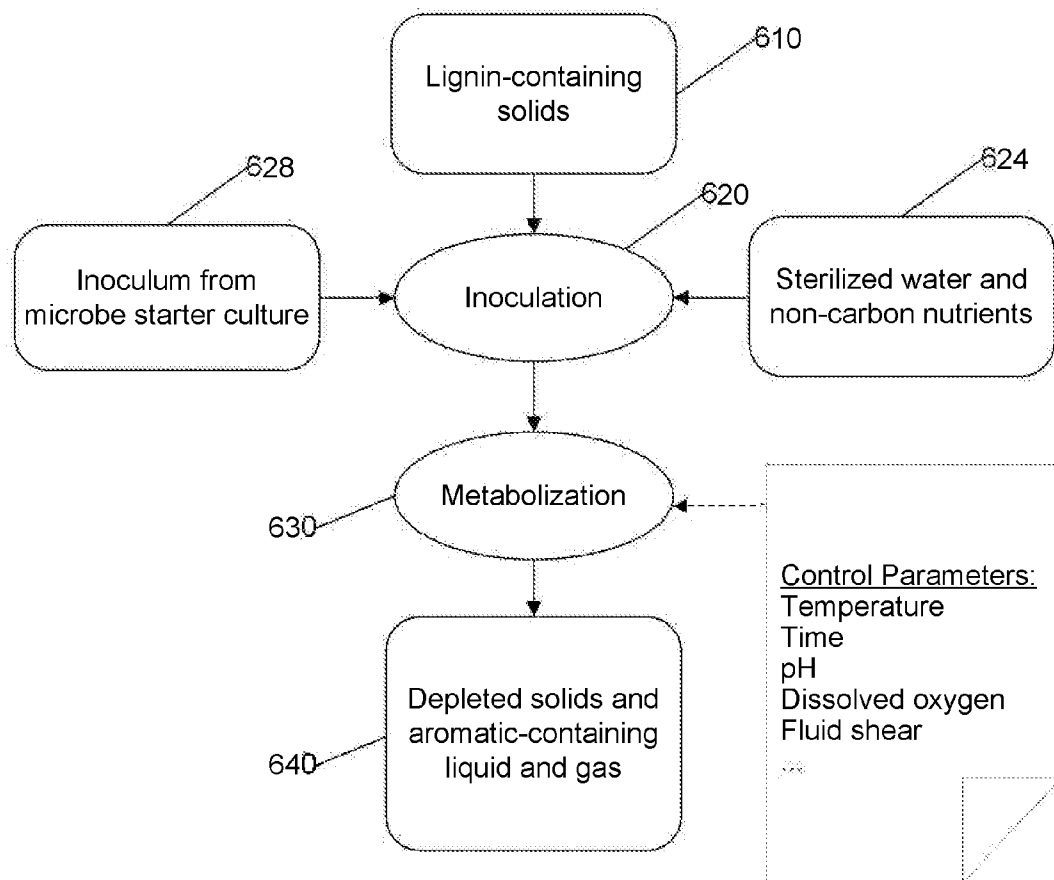 610
Lignin-containing
solids
628
620
624
Inoculum from
microbe starter culture
Inoculation
Sterilized water and
non-carbon nutrients
Metabolization
630
Control Parameters:
Temperature
Time
pH
Dissolved oxygen
Fluid shear
...
Depleted solids and
aromatic-containing
liquid and gas
640